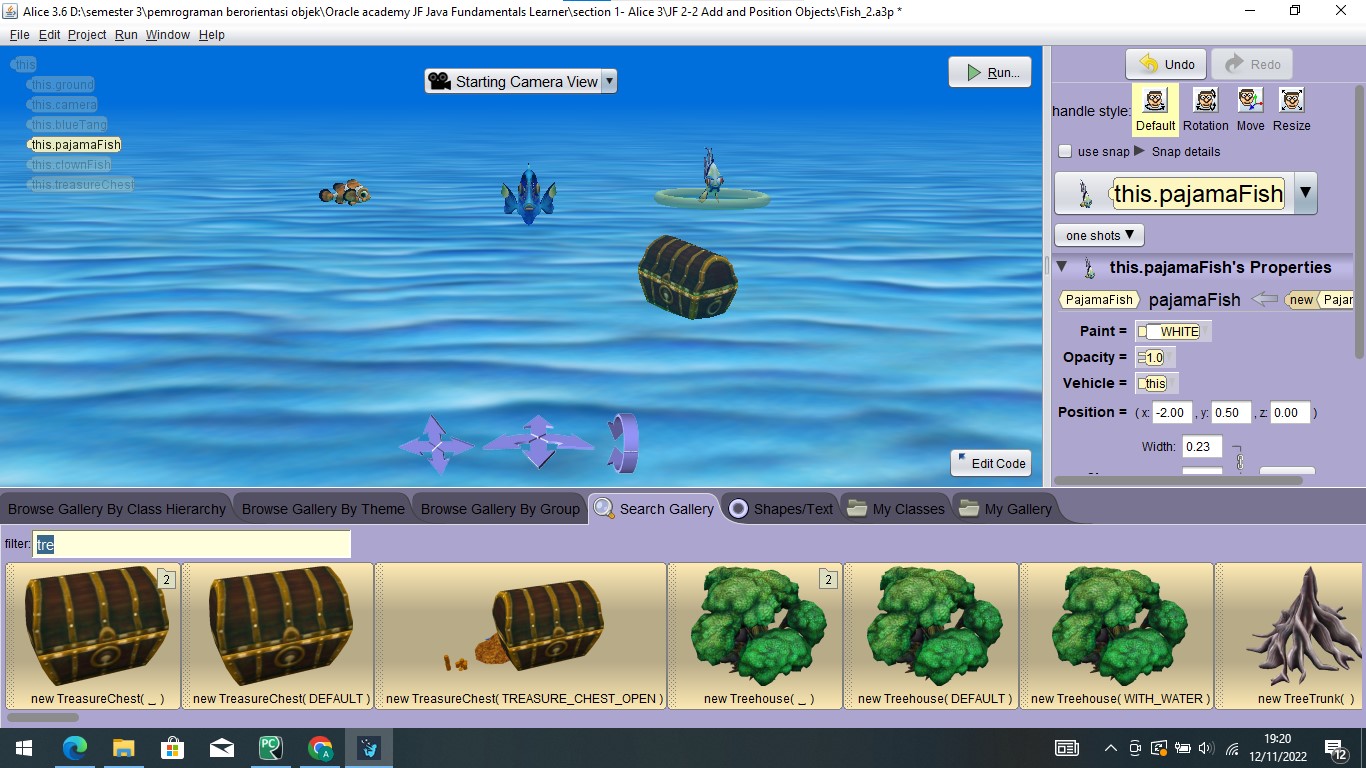 Alice 3.6 D:\semester 3\pemrograman berorientasi objek\Oracle academy JF Java Fundamentals Learner\section 1- Alice 3\JF 2-2 Add and Position Objects\Fish_2.a3p *
File Edit Project Run Window Help
this
this.ground
this.camera
this.blueTang
this.pajamaFish
this.clownFish
this.treasureChest
Starting Camera View
Run...
Edit Code
Undo Redo
handle style:
Default Rotation Move Resize
use snap Snap details
this.pajamaFish
one shots
this.pajamaFish's Properties
PajamaFish pajamaFish new Pajar
Paint = WHITE
Opacity = 1.0
Vehicle = this
Position = ( x: -2.00 , y: 0.50 , z: 0.00 )
Width: 0.23
Browse Gallery By Class Hierarchy Browse Gallery By Theme Browse Gallery By Group Search Gallery Shapes/Text My Classes My Gallery
filter: tre
2 2
new TreasureChest( ⎵ ) new TreasureChest( DEFAULT ) new TreasureChest( TREASURE_CHEST_OPEN ) new Treehouse( ⎵ ) new Treehouse( DEFAULT ) new Treehouse( WITH_WATER ) new TreeTrunk( )
PC A
19:20
12/11/2022
12